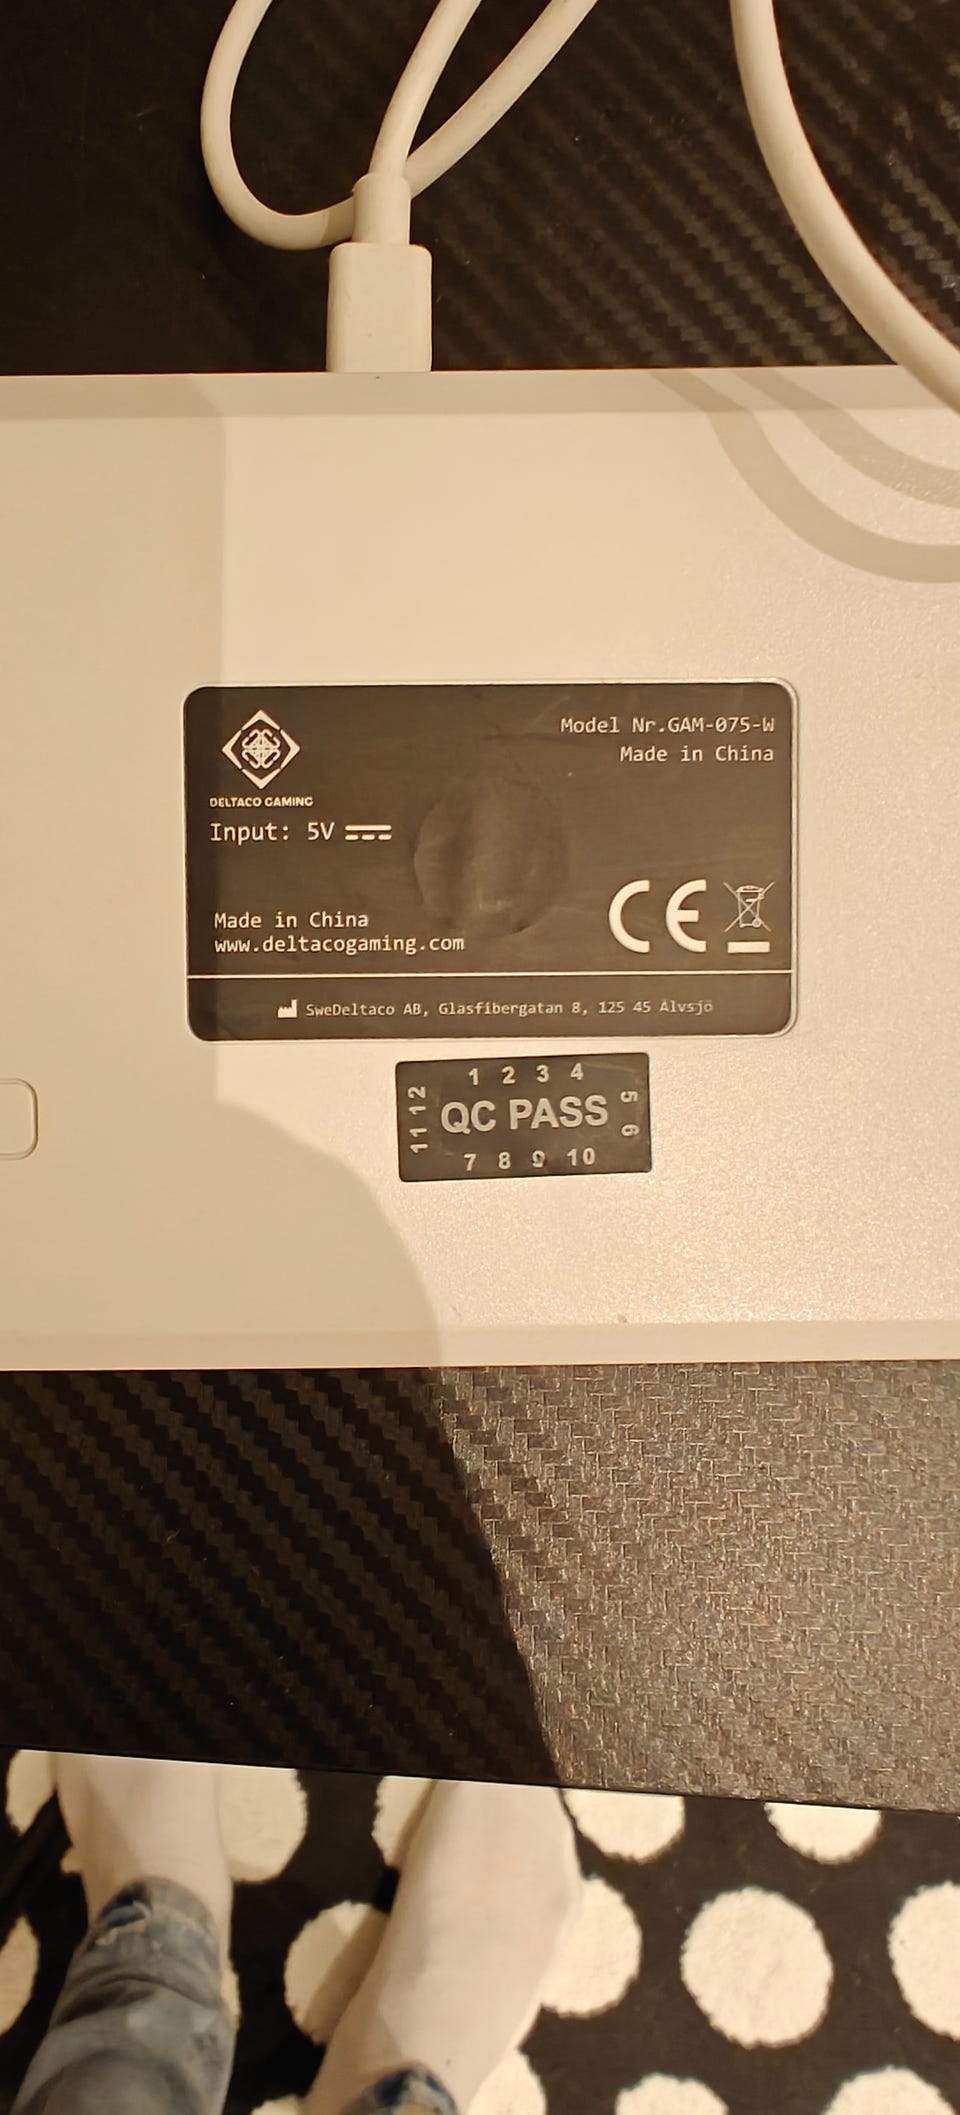 DELTACO GAMING
Model Nr.GAM-075-W
Made in China
Input: 5V
Made in China
www.deltacogaming.com
CE
SweDeltaco AB, Glasfibergatan 8, 125 45 Älvsjö
1 2 3 4
11 12
QC PASS
5 6
7 8 9 10